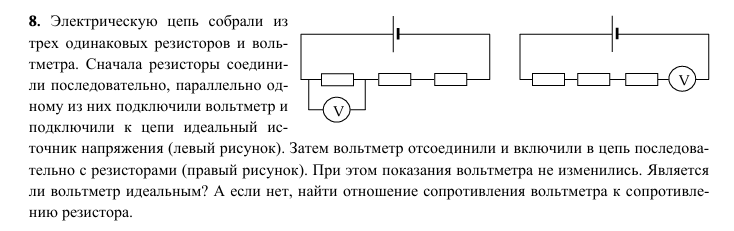 8. Электрическую цепь собрали из
трех одинаковых резисторов и воль-
тметра. Сначала резисторы соедини-
ли последовательно, параллельно од-
ному из них подключили вольтметр и
подключили к цепи идеальный ис-
точник напряжения (левый рисунок). Затем вольтметр отсоединили и включили в цепь последова-
тельно с резисторами (правый рисунок). При этом показания вольтметра не изменились. Является
ли вольтметр идеальным? А если нет, найти отношение сопротивления вольтметра к сопротивле-
нию резистора.
V
V